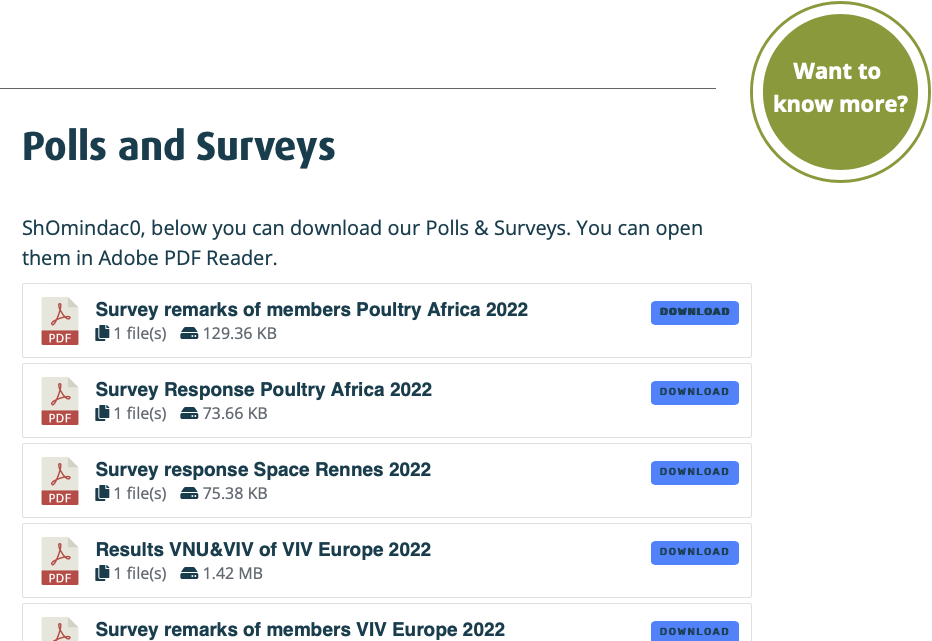 Want to
know more?
Polls and Surveys
ShOmindac0, below you can download our Polls & Surveys. You can open
them in Adobe PDF Reader.
PDF
Survey remarks of members Poultry Africa 2022
1 file(s) 129.36 KB
DOWNLOAD
PDF
Survey Response Poultry Africa 2022
1 file(s) 73.66 KB
DOWNLOAD
PDF
Survey response Space Rennes 2022
1 file(s) 75.38 KB
DOWNLOAD
PDF
Results VNU&VIV of VIV Europe 2022
1 file(s) 1.42 MB
DOWNLOAD
Survey remarks of members VIV Europe 2022
DOWNLOAD